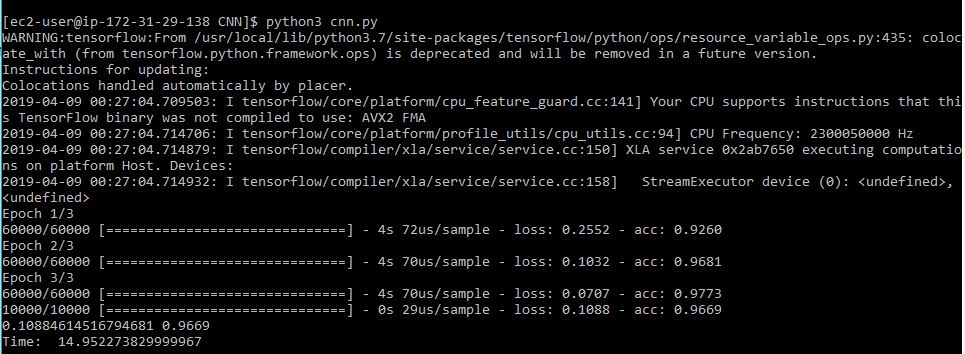 [ec2-user@ip-172-31-29-138 CNN]$ python3 cnn.py
WARNING:tensorflow:From /usr/local/lib/python3.7/site-packages/tensorflow/python/ops/resource_variable_ops.py:435: coloc
ate_with (from tensorflow.python.framework.ops) is deprecated and will be removed in a future version.
Instructions for updating:
Colocations handled automatically by placer.
2019-04-09 00:27:04.709503: I tensorflow/core/platform/cpu_feature_guard.cc:141] Your CPU supports instructions that thi
s TensorFlow binary was not compiled to use: AVX2 FMA
2019-04-09 00:27:04.714706: I tensorflow/core/platform/profile_utils/cpu_utils.cc:94] CPU Frequency: 2300050000 Hz
2019-04-09 00:27:04.714879: I tensorflow/compiler/xla/service/service.cc:150] XLA service 0x2ab7650 executing computatio
ns on platform Host. Devices:
2019-04-09 00:27:04.714932: I tensorflow/compiler/xla/service/service.cc:158]   StreamExecutor device (0): <undefined>,
<undefined>
Epoch 1/3
60000/60000 [==============================] - 4s 72us/sample - loss: 0.2552 - acc: 0.9260
Epoch 2/3
60000/60000 [==============================] - 4s 70us/sample - loss: 0.1032 - acc: 0.9681
Epoch 3/3
60000/60000 [==============================] - 4s 70us/sample - loss: 0.0707 - acc: 0.9773
10000/10000 [==============================] - 0s 29us/sample - loss: 0.1088 - acc: 0.9669
0.10884614516794681 0.9669
Time:  14.952273829999967